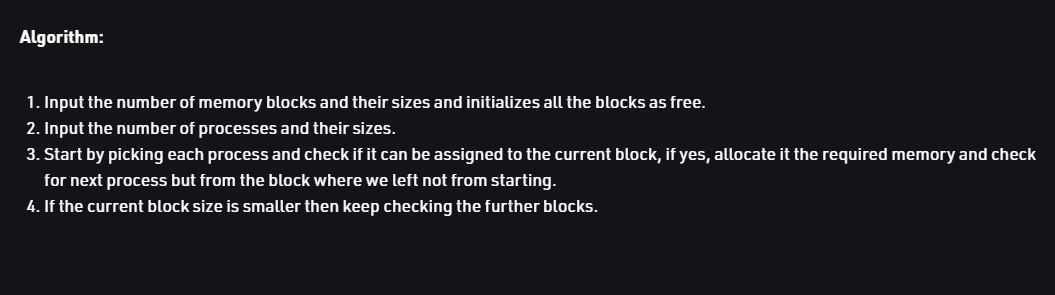 Algorithm:
1. Input the number of memory blocks and their sizes and initializes all the blocks as free.
2. Input the number of processes and their sizes.
3. Start by picking each process and check if it can be assigned to the current block, if yes, allocate it the required memory and check
for next process but from the block where we left not from starting.
4. If the current block size is smaller then keep checking the further blocks.